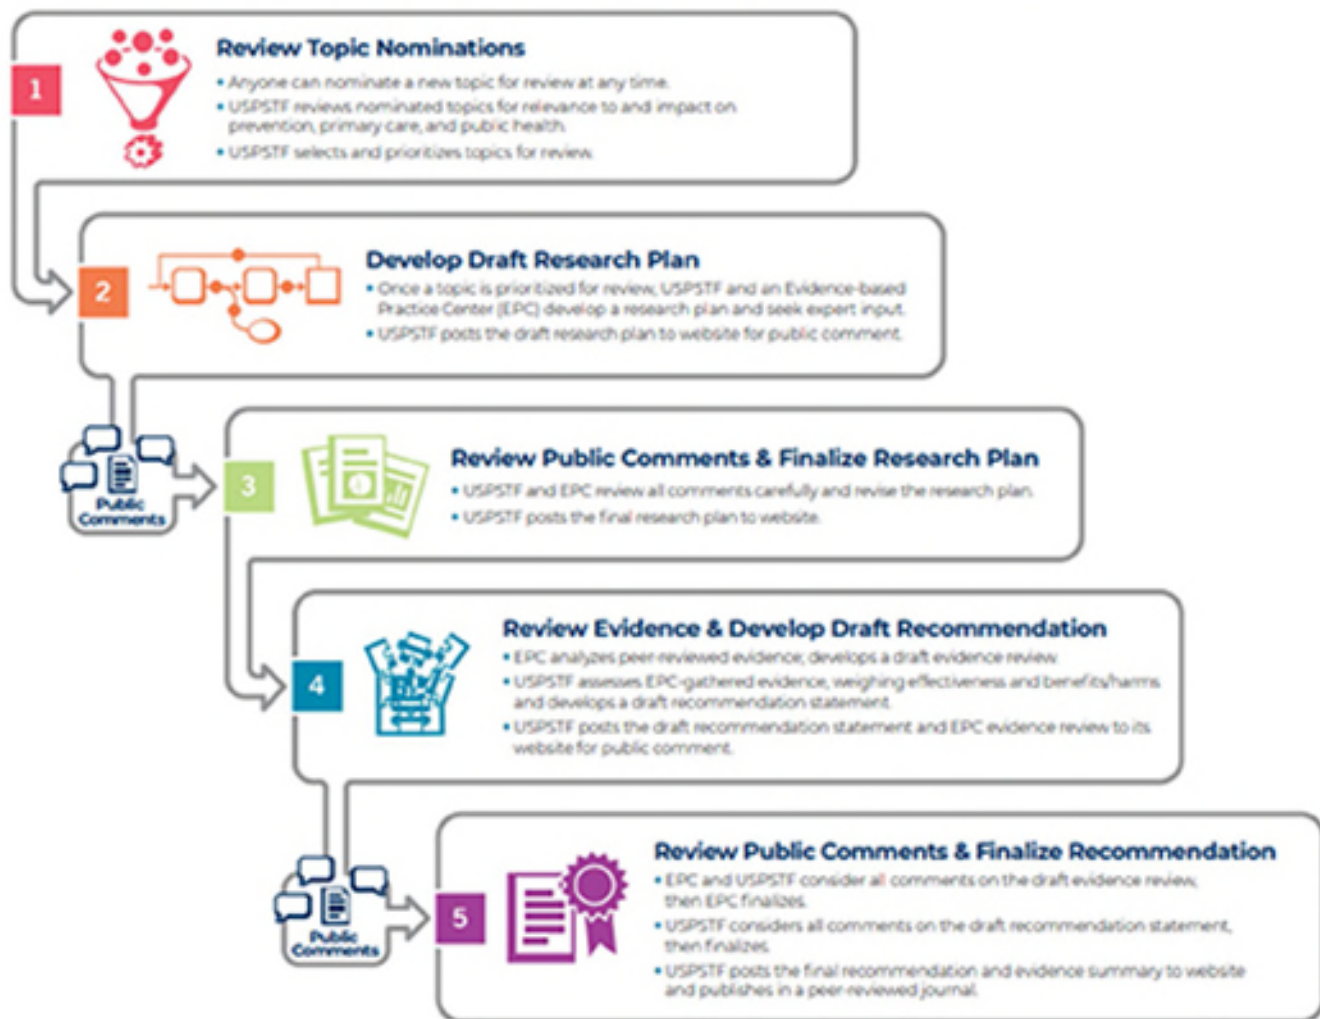 1
Review Topic Nominations
• Anyone can nominate a new topic for review at any time.
• USPSTF reviews nominated topics for relevance to and impact on
prevention, primary care, and public health.
• USPSTF selects and prioritizes topics for review.
2
Develop Draft Research Plan
• Once a topic is prioritized for review, USPSTF and an Evidence-based
Practice Center (EPC) develop a research plan and seek expert input.
• USPSTF posts the draft research plan to website for public comment.
Public
Comments
3
Review Public Comments & Finalize Research Plan
• USPSTF and EPC review all comments carefully and revise the research plan.
• USPSTF posts the final research plan to website.
4
Review Evidence & Develop Draft Recommendation
• EPC analyzes peer-reviewed evidence; develops a draft evidence review.
• USPSTF assesses EPC-gathered evidence, weighing effectiveness and benefits/harms
and develops a draft recommendation statement.
• USPSTF posts the draft recommendation statement and EPC evidence review to its
website for public comment.
Public
Comments
5
Review Public Comments & Finalize Recommendation
• EPC and USPSTF consider all comments on the draft evidence review,
then EPC finalizes.
• USPSTF considers all comments on the draft recommendation statement,
then finalizes.
• USPSTF posts the final recommendation and evidence summary to website
and publishes in a peer-reviewed journal.